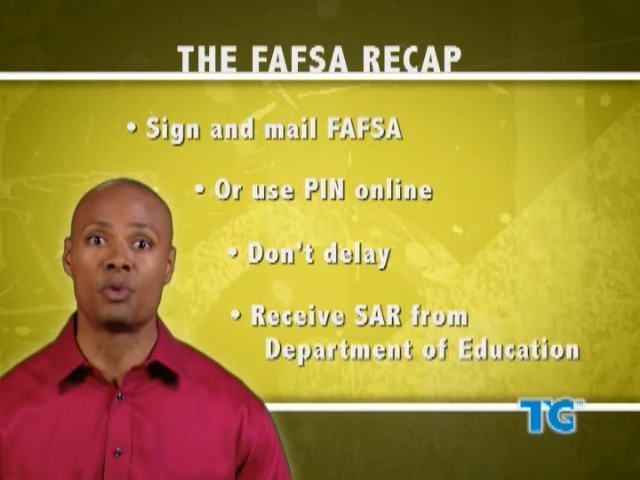 THE FAFSA RECAP
• Sign and mail FAFSA
• Or use PIN online
• Don't delay
• Receive SAR from
Department of Education
TG™